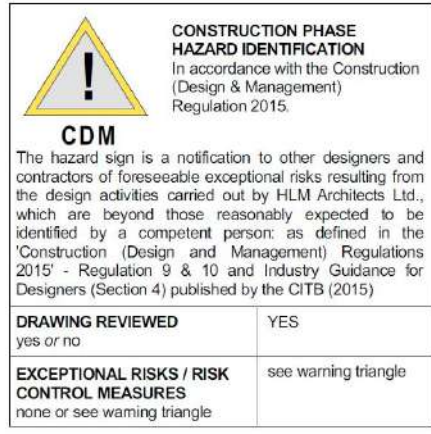 !
CDM
CONSTRUCTION PHASE
HAZARD IDENTIFICATION
In accordance with the Construction
(Design & Management)
Regulation 2015.
The hazard sign is a notification to other designers and
contractors of foreseeable exceptional risks resulting from
the design activities carried out by HLM Architects Ltd.,
which are beyond those reasonably expected to be
identified by a competent person: as defined in the
'Construction (Design and Management) Regulations
2015' - Regulation 9 & 10 and Industry Guidance for
Designers (Section 4) published by the CITB (2015)
DRAWING REVIEWED
yes or no
YES
EXCEPTIONAL RISKS / RISK
CONTROL MEASURES
none or see warning triangle
see warning triangle